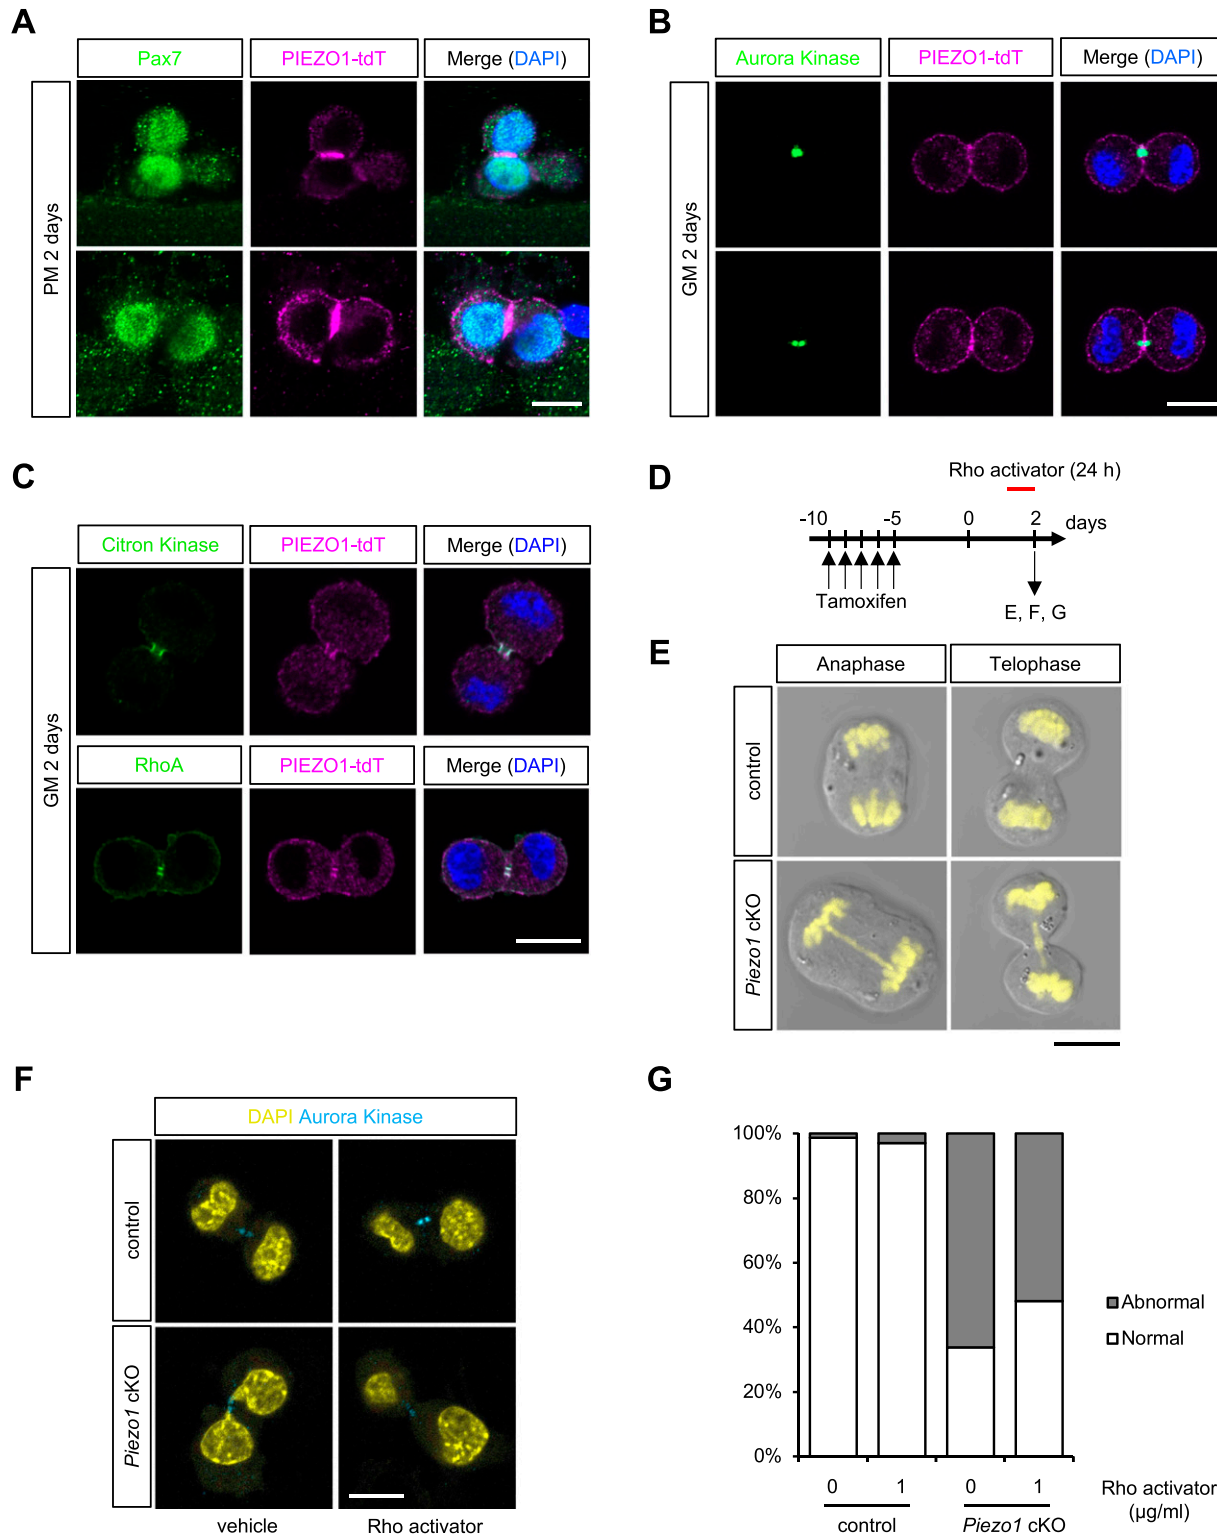 A
Pax7 PIEZO1-tdT Merge (DAPI)
PM 2 days
B
Aurora Kinase PIEZO1-tdT Merge (DAPI)
GM 2 days
C
Citron Kinase PIEZO1-tdT Merge (DAPI)
RhoA PIEZO1-tdT Merge (DAPI)
GM 2 days
D
Rho activator (24 h)
-10 -5 0 2 days
Tamoxifen
E, F, G
E
Anaphase Telophase
control
Piezo1 cKO
F
DAPI Aurora Kinase
control
Piezo1 cKO
vehicle Rho activator
G
100%
80%
60%
40%
20%
0%
Abnormal
Normal
0 1 0 1 Rho activator
(µg/ml)
control Piezo1 cKO